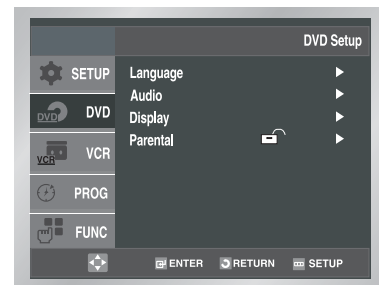 DVD Setup
SETUP
Language
Audio
DVD
DVD
Display
Parental
VCR
VCR
PROG
FUNC
ENTER
RETURN
SETUP